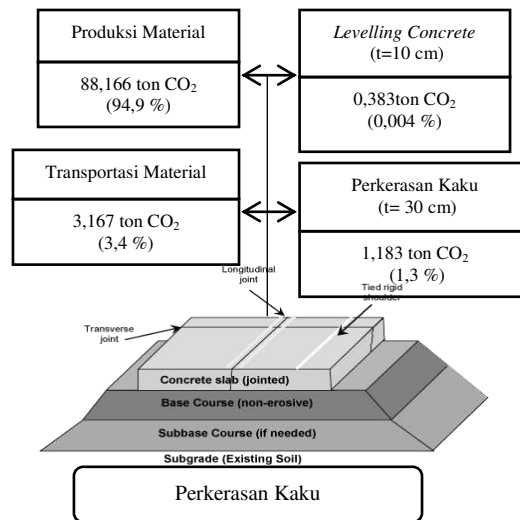 Produksi Material
88,166 ton CO₂
(94,9 %)
Levelling Concrete
(t=10 cm)
0,383ton CO₂
(0,004 %)
Transportasi Material
3,167 ton CO₂
(3,4 %)
Perkerasan Kaku
(t= 30 cm)
1,183 ton CO₂
(1,3 %)
Longitudinal
joint
Tied rigid
shoulder
Transverse
joint
Concrete slab (jointed)
Base Course (non-erosive)
Subbase Course (if needed)
Subgrade (Existing Soil)
Perkerasan Kaku